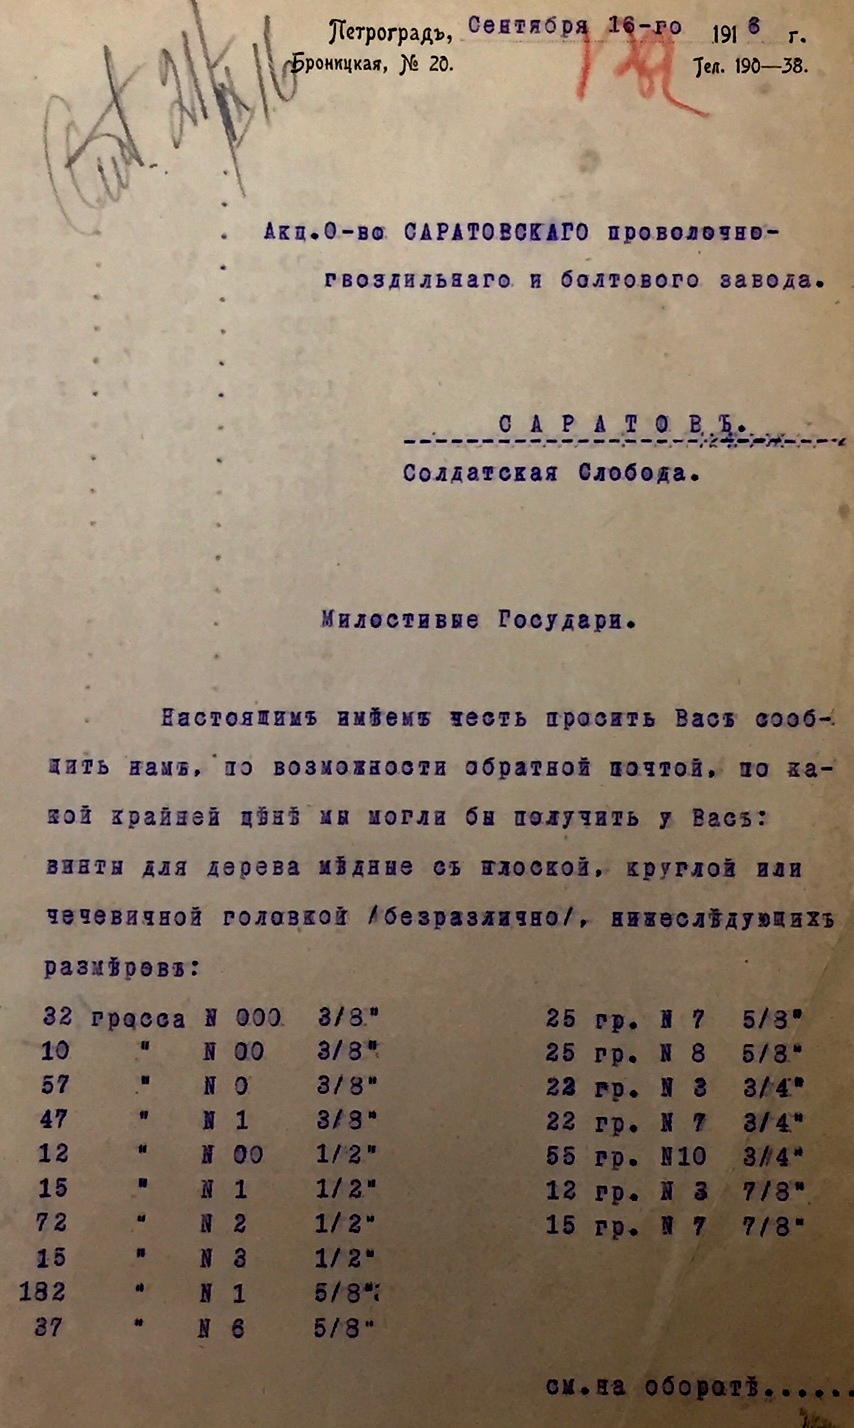 Петроградъ, Сентября 16-го 1916 г.
Броницкая, № 20. Тел. 190—38.
Акц.О-во САРАТОВСКАГО проволочно-
гвоздильнаго и болтового завода.
САРАТОВЪ.
Солдатская Слобода.
Милостивые Государи.
Настоящимъ имѣемъ честь просить Васъ сооб-
щить намъ, по возможности обратной почтой, по ка-
кой крайней цѣнѣ мы могли бы получить у Васъ:
винты для дерева мѣдные съ плоской, круглой или
чечевичной головкой /безразлично/, нижеслѣдующихъ
размѣровъ:
32 гросса N 000 3/8" 25 гр. N 7 5/8"
10 " N 00 3/8" 25 гр. N 8 5/8"
57 " N 0 3/8" 22 гр. N 3 3/4"
47 " N 1 3/8" 22 гр. N 7 3/4"
12 " N 00 1/2" 55 гр. N10 3/4"
15 " N 1 1/2" 12 гр. N 3 7/8"
72 " N 2 1/2" 15 гр. N 7 7/8"
15 " N 3 1/2"
182 " N 1 5/8"
37 " N 6 5/8"
см.на оборотѣ......